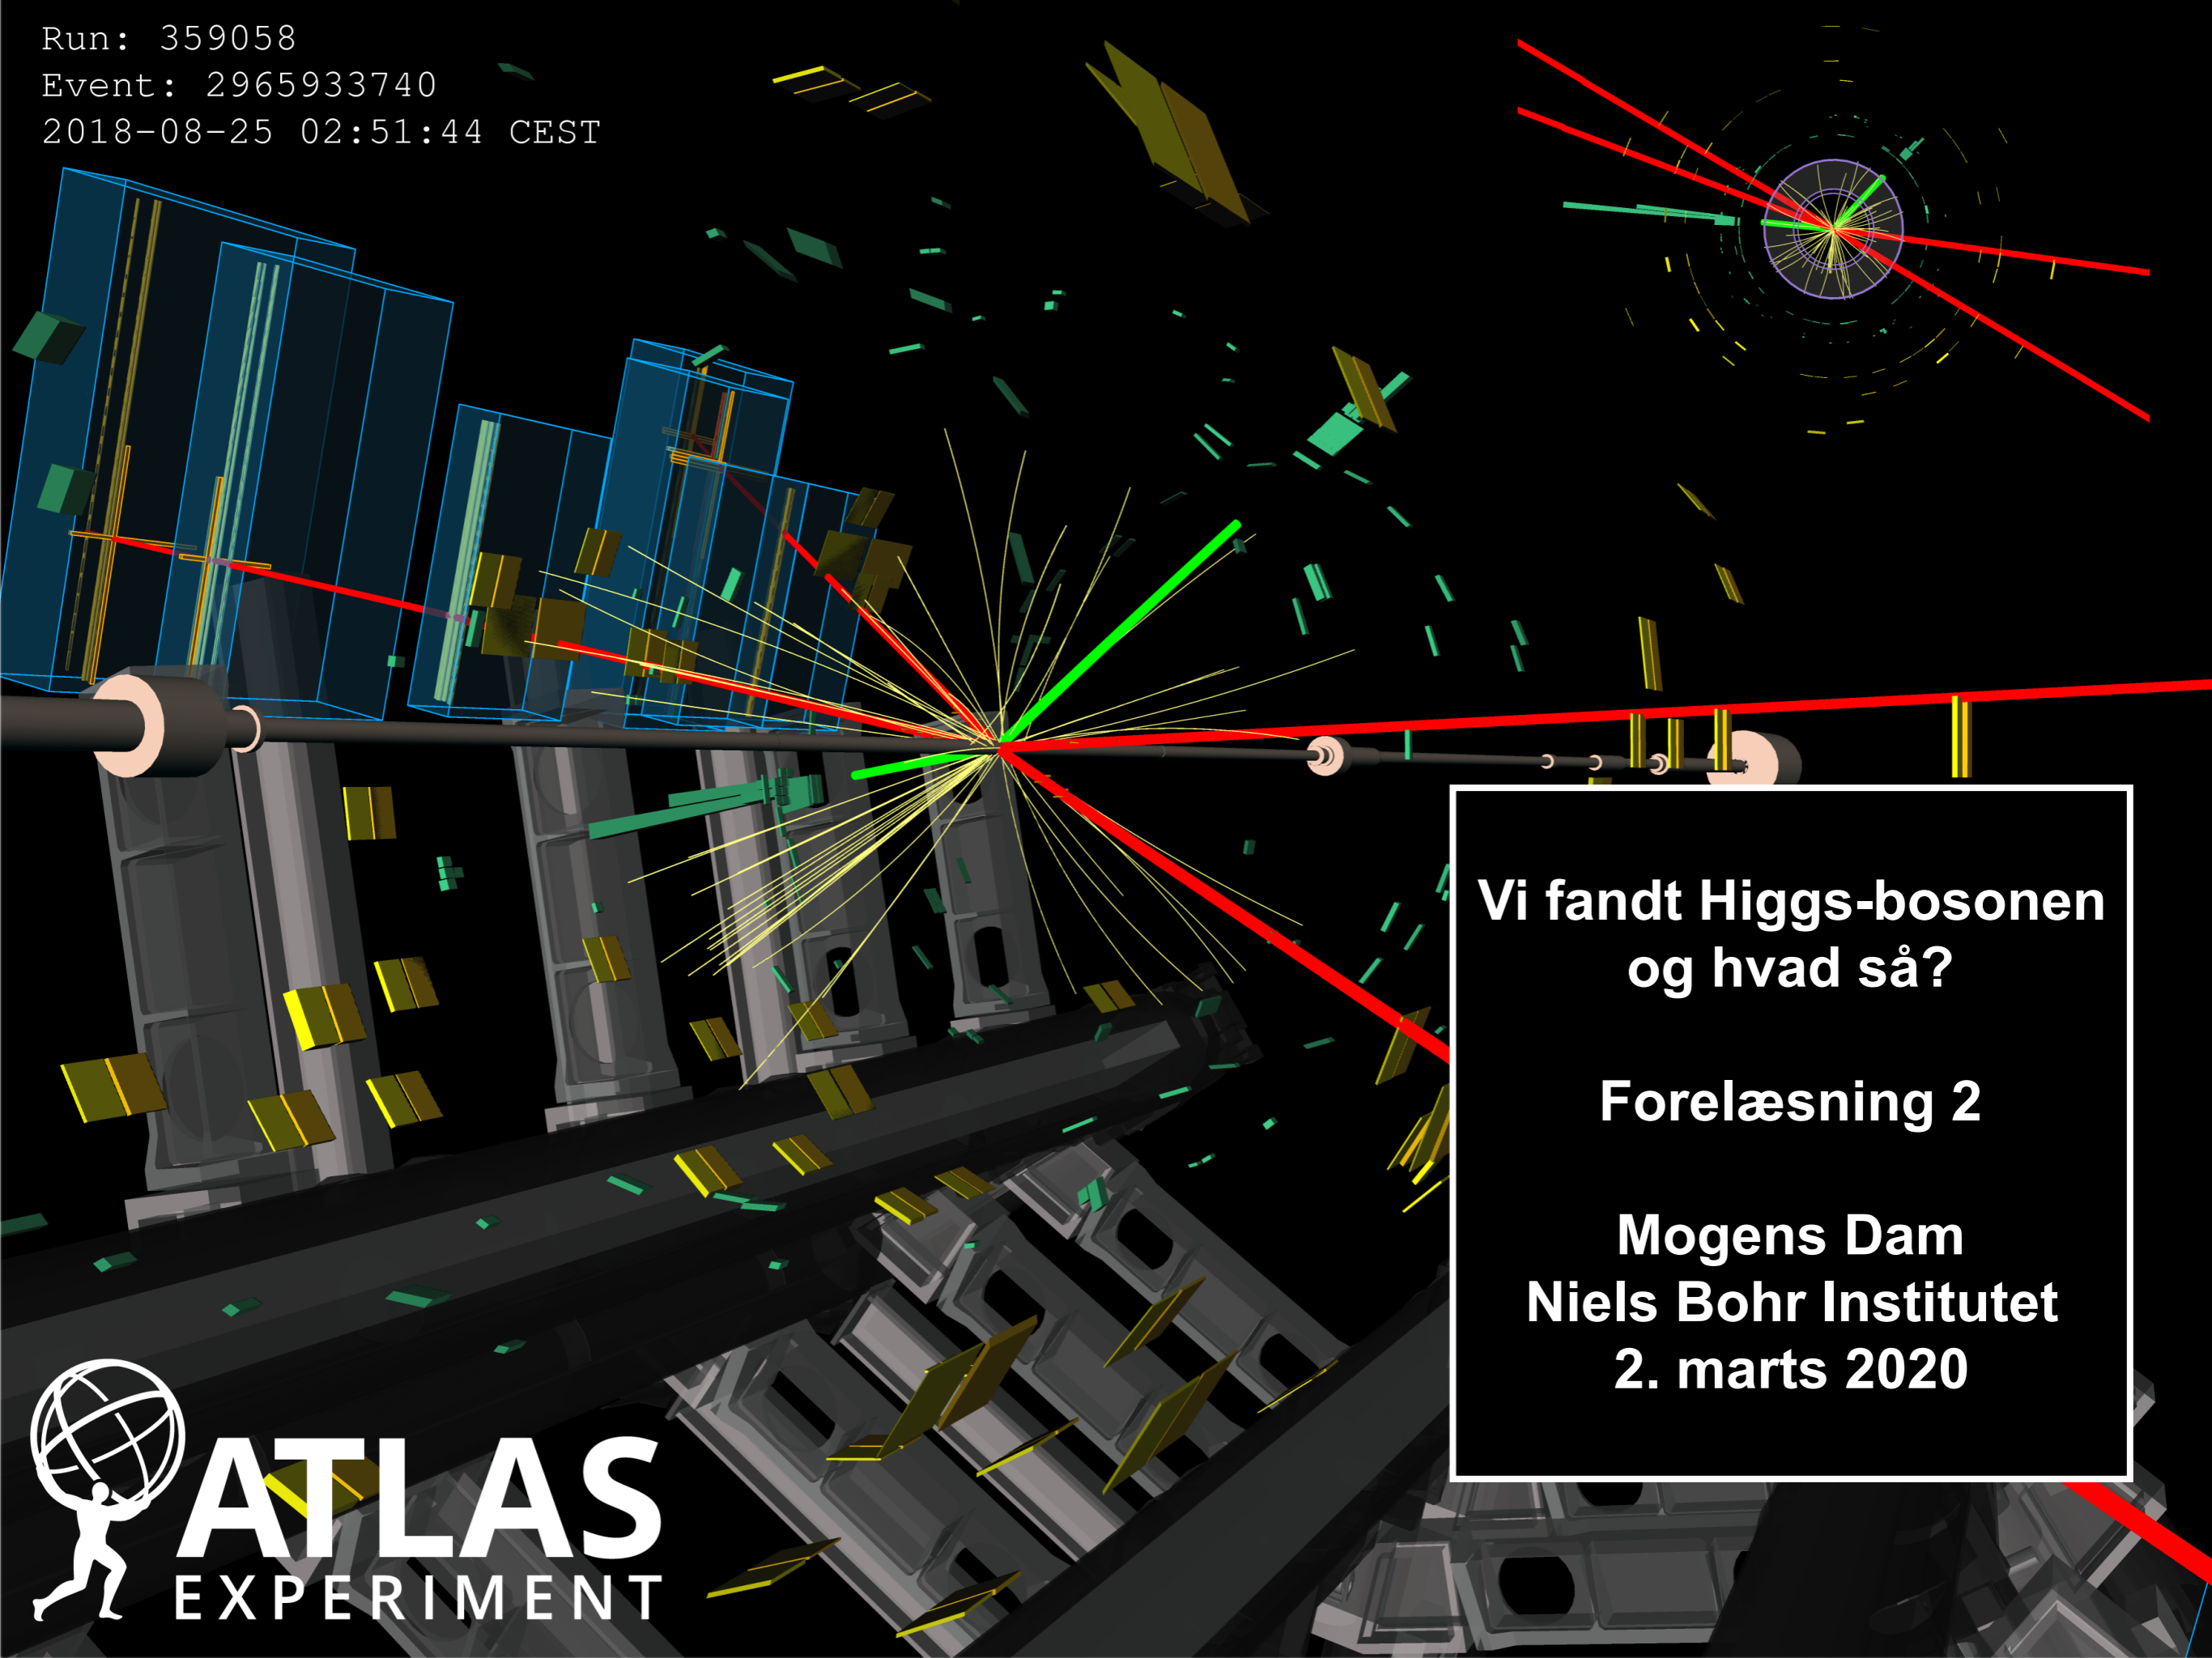 Run: 359058
Event: 2965933740
2018-08-25 02:51:44 CEST
Vi fandt Higgs-bosonen
og hvad så?
Forelæsning 2
Mogens Dam
Niels Bohr Institutet
2. marts 2020
ATLAS
EXPERIMENT